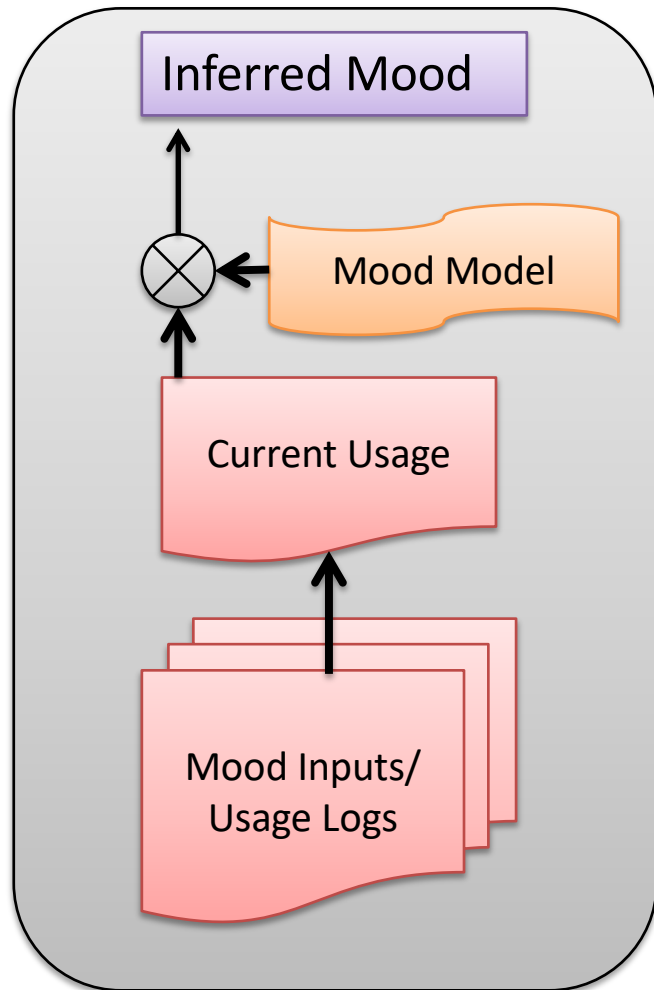 Inferred Mood
Mood Model
Current Usage
Mood Inputs/
Usage Logs